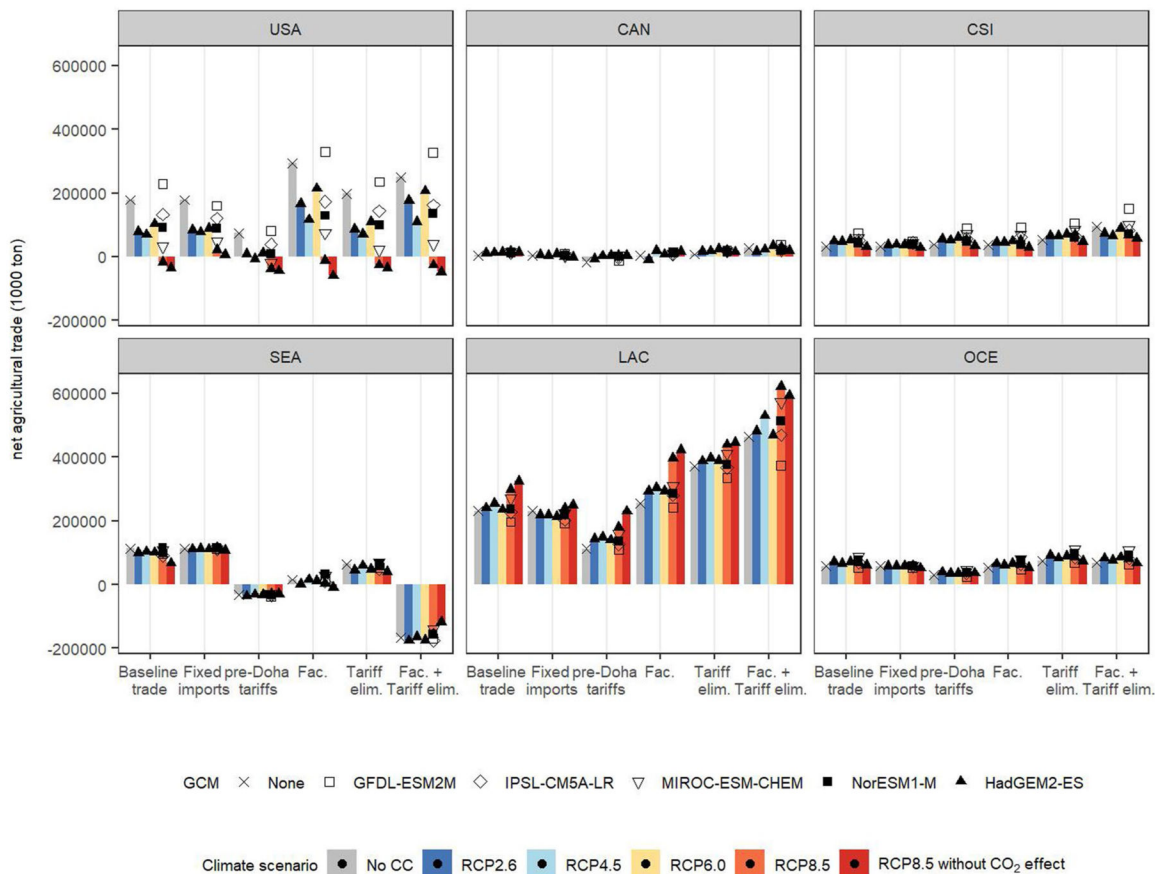 USA
CAN
CSI
600000
400000
200000
0
-200000
net agricultural trade (1000 ton)
SEA
LAC
OCE
600000
400000
200000
0
-200000
Baseline trade
Fixed imports
pre-Doha tariffs
Fac.
Tariff elim.
Fac. + Tariff elim.
Baseline trade
Fixed imports
pre-Doha tariffs
Fac.
Tariff elim.
Fac. + Tariff elim.
Baseline trade
Fixed imports
pre-Doha tariffs
Fac.
Tariff elim.
Fac. + Tariff elim.
GCM None GFDL-ESM2M IPSL-CM5A-LR MIROC-ESM-CHEM NorESM1-M HadGEM2-ES
Climate scenario No CC RCP2.6 RCP4.5 RCP6.0 RCP8.5 RCP8.5 without CO₂ effect